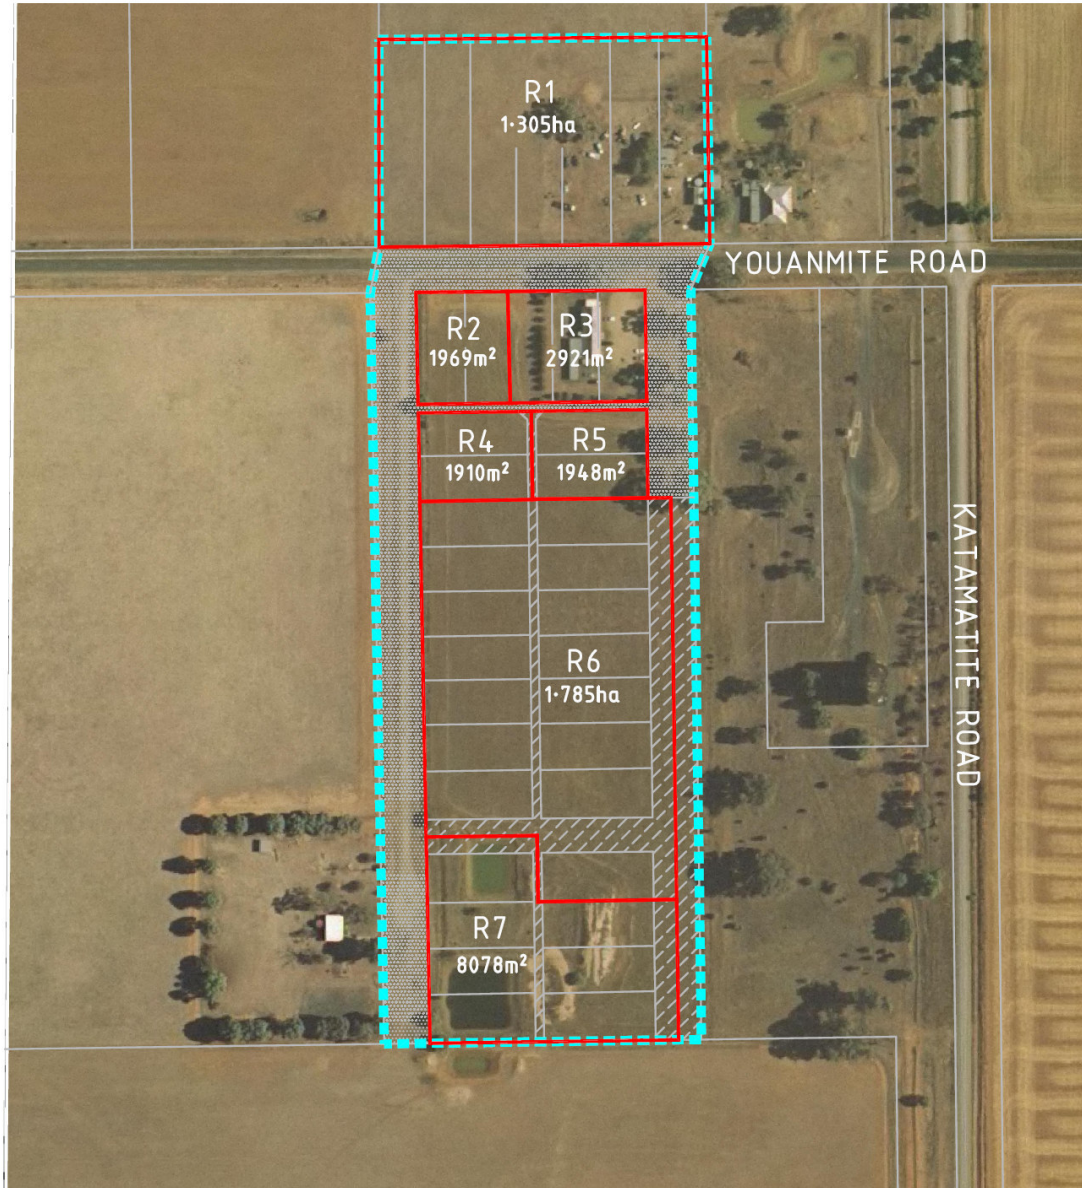 R1
1·305ha
YOUANMITE ROAD
R2
1969m²
R3
2921m²
R4
1910m²
R5
1948m²
R6
1·785ha
KATAMATITE ROAD
R7
8078m²